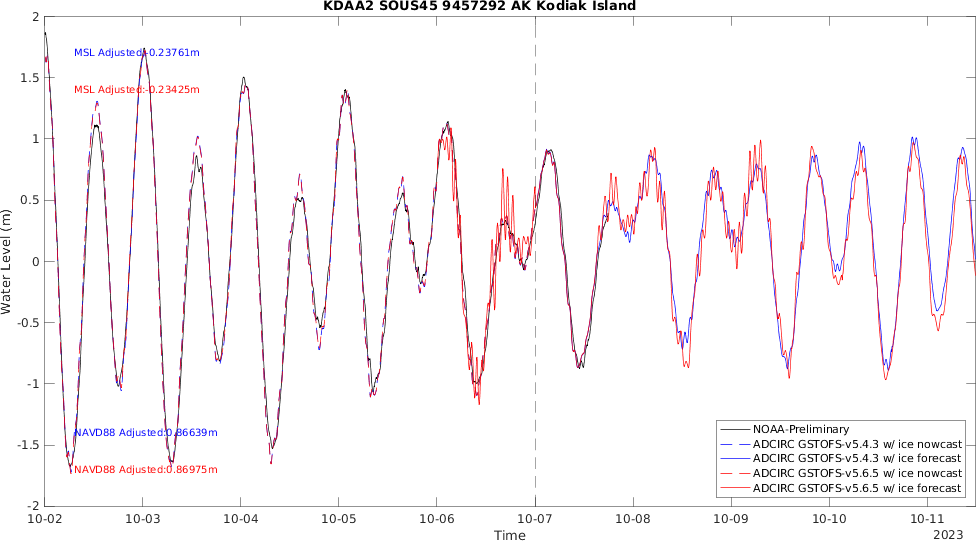 KDAA2 SOUS45 9457292 AK Kodiak Island
2
1.5
1
0.5
0
-0.5
-1
-1.5
-2
Water Level (m)
MSL Adjusted:-0.23761m
MSL Adjusted:-0.23425m
NAVD88 Adjusted:0.86639m
NAVD88 Adjusted:0.86975m
NOAA-Preliminary
ADCIRC GSTOFS-v5.4.3 w/ ice nowcast
ADCIRC GSTOFS-v5.4.3 w/ ice forecast
ADCIRC GSTOFS-v5.6.5 w/ ice nowcast
ADCIRC GSTOFS-v5.6.5 w/ ice forecast
10-02 10-03 10-04 10-05 10-06 10-07 10-08 10-09 10-10 10-11
Time
2023